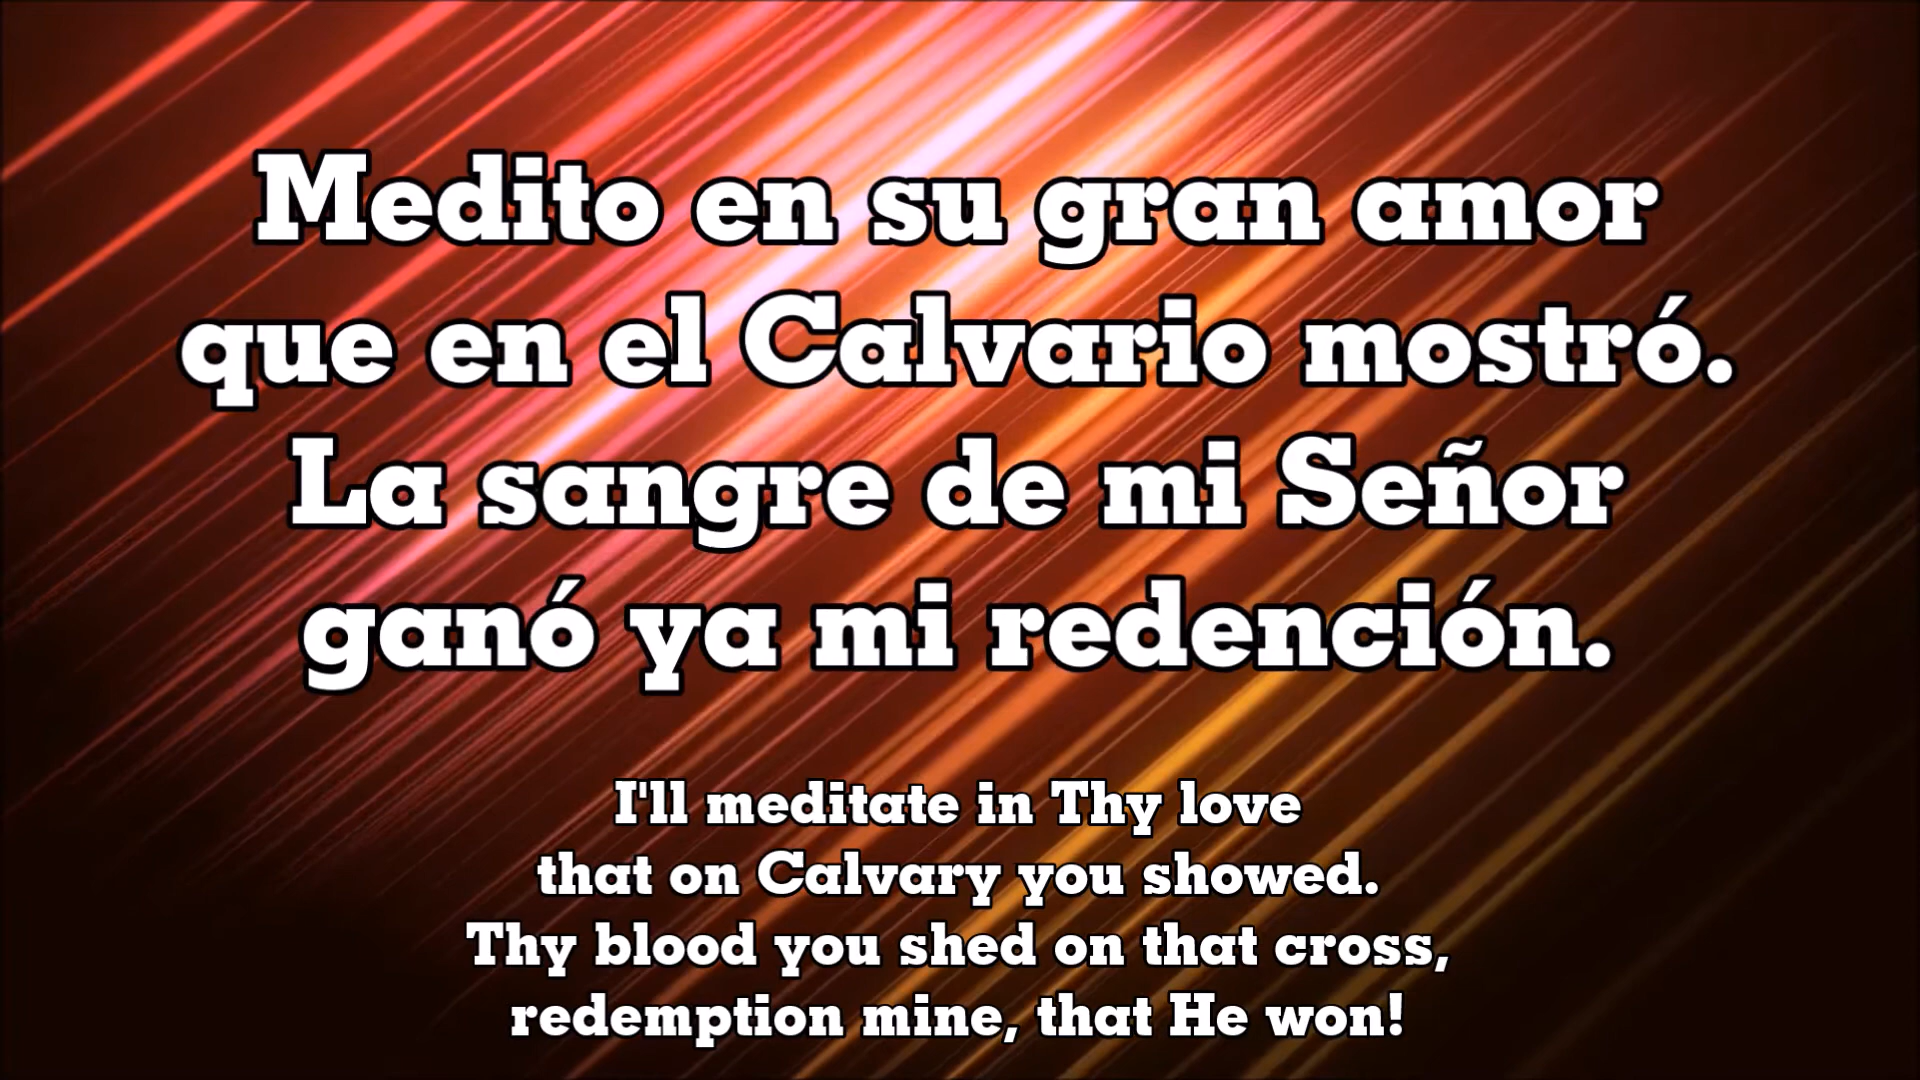 Medito en su gran amor
que en el Calvario mostró.
La sangre de mi Señor
ganó ya mi redención.
I'll meditate in Thy love
that on Calvary you showed.
Thy blood you shed on that cross,
redemption mine, that He won!